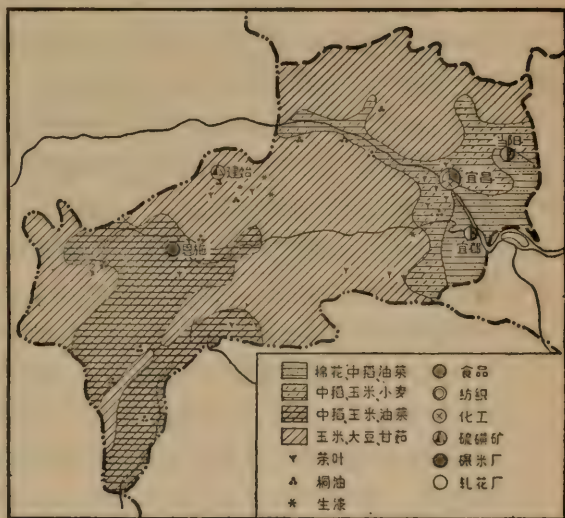 当阳
宜昌
建始
宜都
恩施
棉花、中稻、油菜
中稻、玉米、小麦
中稻、玉米、油菜
玉米、大豆、甘茹
茶叶
桐油
生漆
食品
纺织
化工
硫磺矿
碾米厂
轧花厂